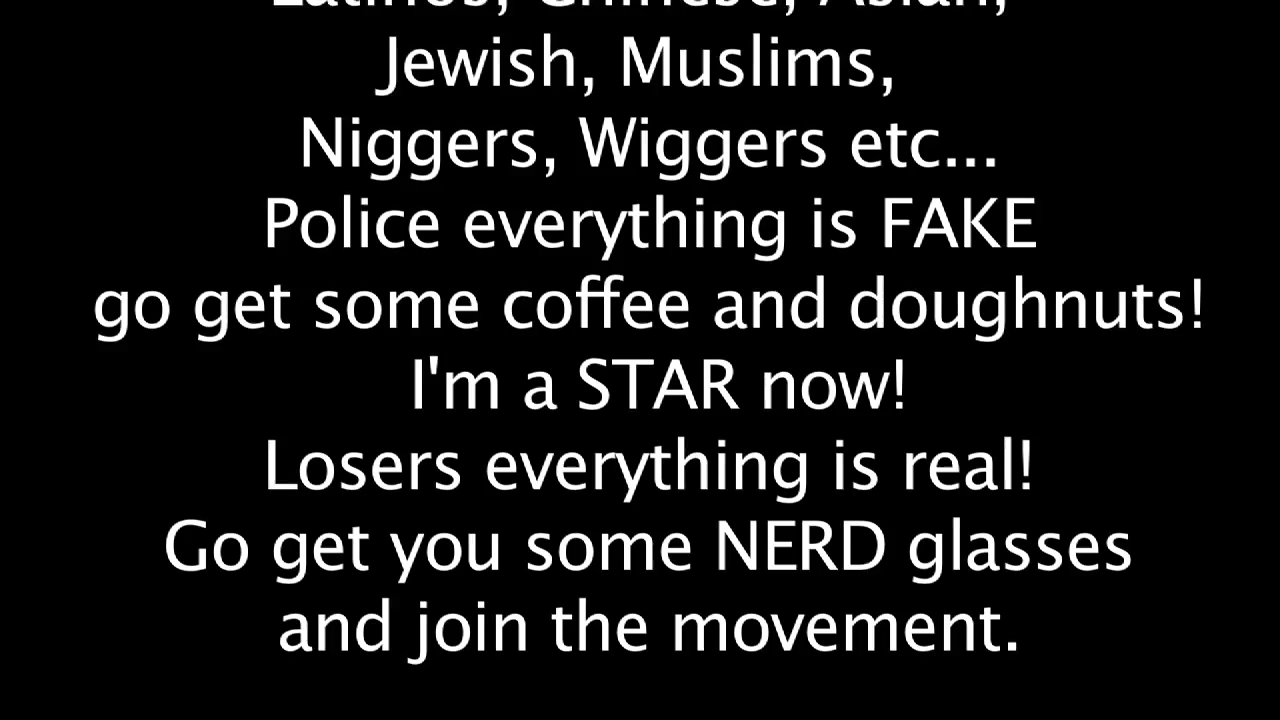 Latinos, Chinese, Asian,
Jewish, Muslims,
Niggers, Wiggers etc...
Police everything is FAKE
go get some coffee and doughnuts!
I'm a STAR now!
Losers everything is real!
Go get you some NERD glasses
and join the movement.